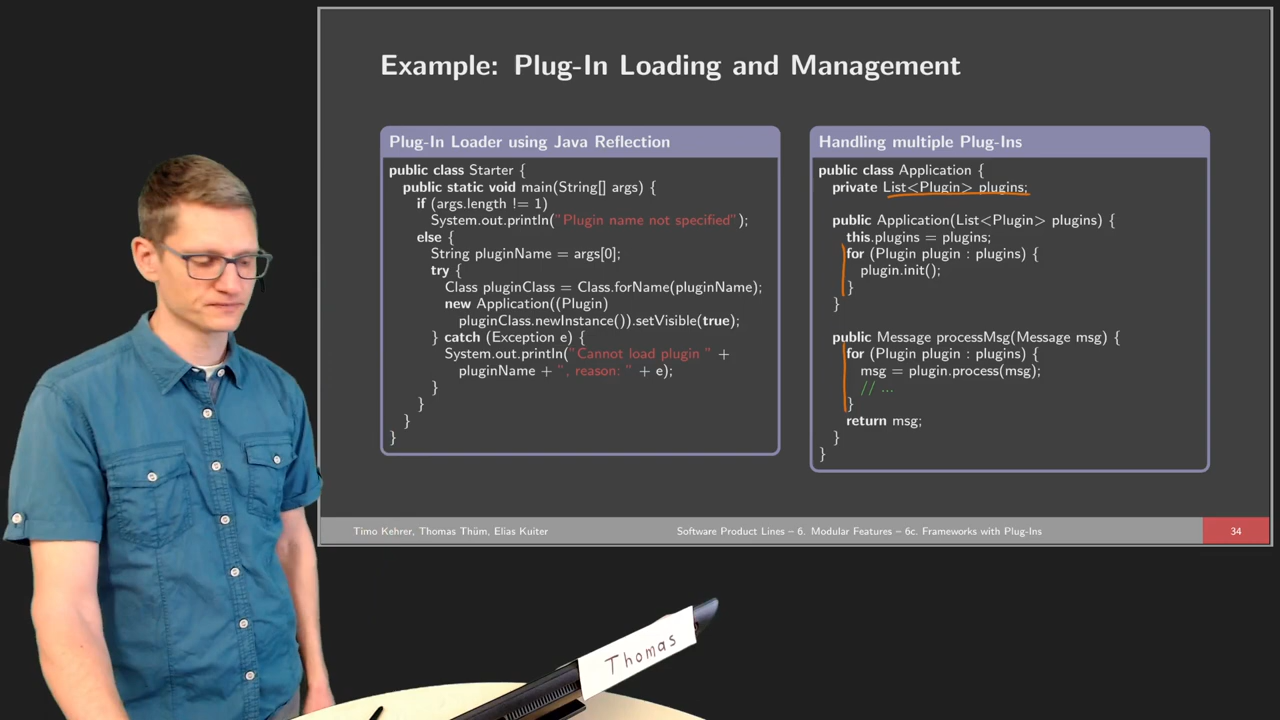 Example: Plug-In Loading and Management
Plug-In Loader using Java Reflection
public class Starter {
public static void main(String[] args) {
if (args.length != 1)
System.out.println("Plugin name not specified");
else {
String pluginName = args[0];
try {
Class pluginClass = Class.forName(pluginName);
new Application((Plugin)
pluginClass.newInstance()).setVisible(true);
} catch (Exception e) {
System.out.println("Cannot load plugin " +
pluginName + ", reason: " + e);
}
}
}
}
Handling multiple Plug-Ins
public class Application {
private List<Plugin> plugins;
public Application(List<Plugin> plugins) {
this.plugins = plugins;
for (Plugin plugin : plugins) {
plugin.init();
}
}
public Message processMsg(Message msg) {
for (Plugin plugin : plugins) {
msg = plugin.process(msg);
// ...
}
return msg;
}
}
Timo Kehrer, Thomas Thüm, Elias Kuiter
Software Product Lines – 6. Modular Features – 6c. Frameworks with Plug-Ins
34
Thomas